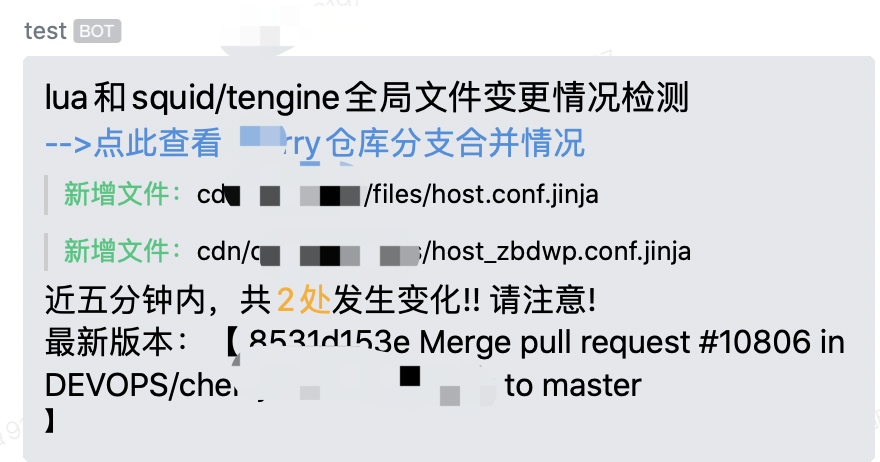 test BOT
lua和squid/tengine全局文件变更情况检测
-->点此查看 rry仓库分支合并情况
新增文件：cd /files/host.conf.jinja
新增文件：cdn/ /host_zbdwp.conf.jinja
近五分钟内，共2处发生变化!! 请注意!
最新版本：【 8531d153e Merge pull request #10806 in
DEVOPS/che to master
】